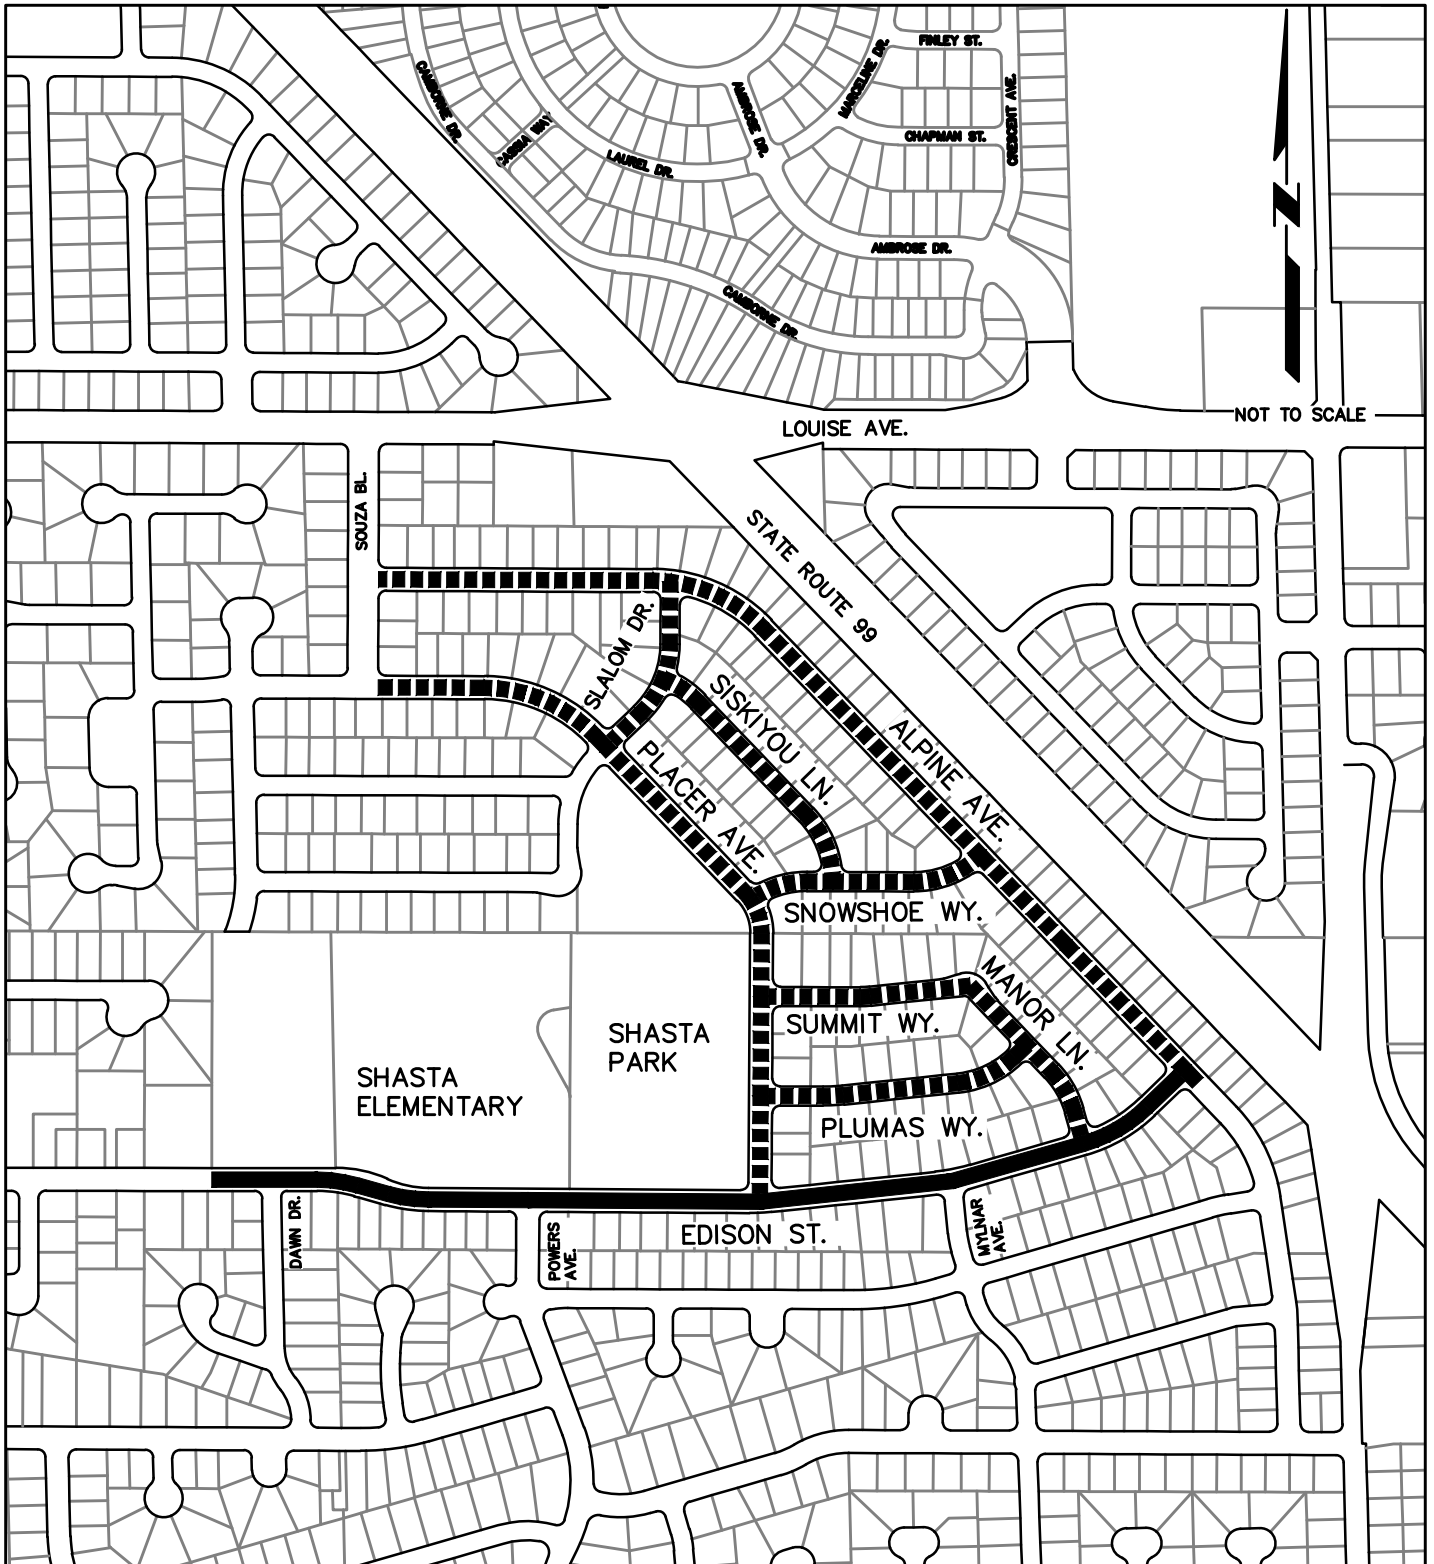 FINLEY ST.
CAMBORNE DR.
MARCELINE DR.
AMBROSE DR.
CRESCENT AVE.
CASSIA WAY
CHAPMAN ST.
LAUREL DR.
N
AMBROSE DR.
CAMBORNE DR.
NOT TO SCALE
LOUISE AVE.
SOUZA BL.
STATE ROUTE 99
SLALOM DR.
SISKIYOU LN.
ALPINE AVE.
PLACER AVE.
SNOWSHOE WY.
MANOR LN.
SUMMIT WY.
SHASTA
PARK
SHASTA
ELEMENTARY
PLUMAS WY.
DAWN DR.
POWERS
AVE.
EDISON ST.
MYLNAR
AVE.